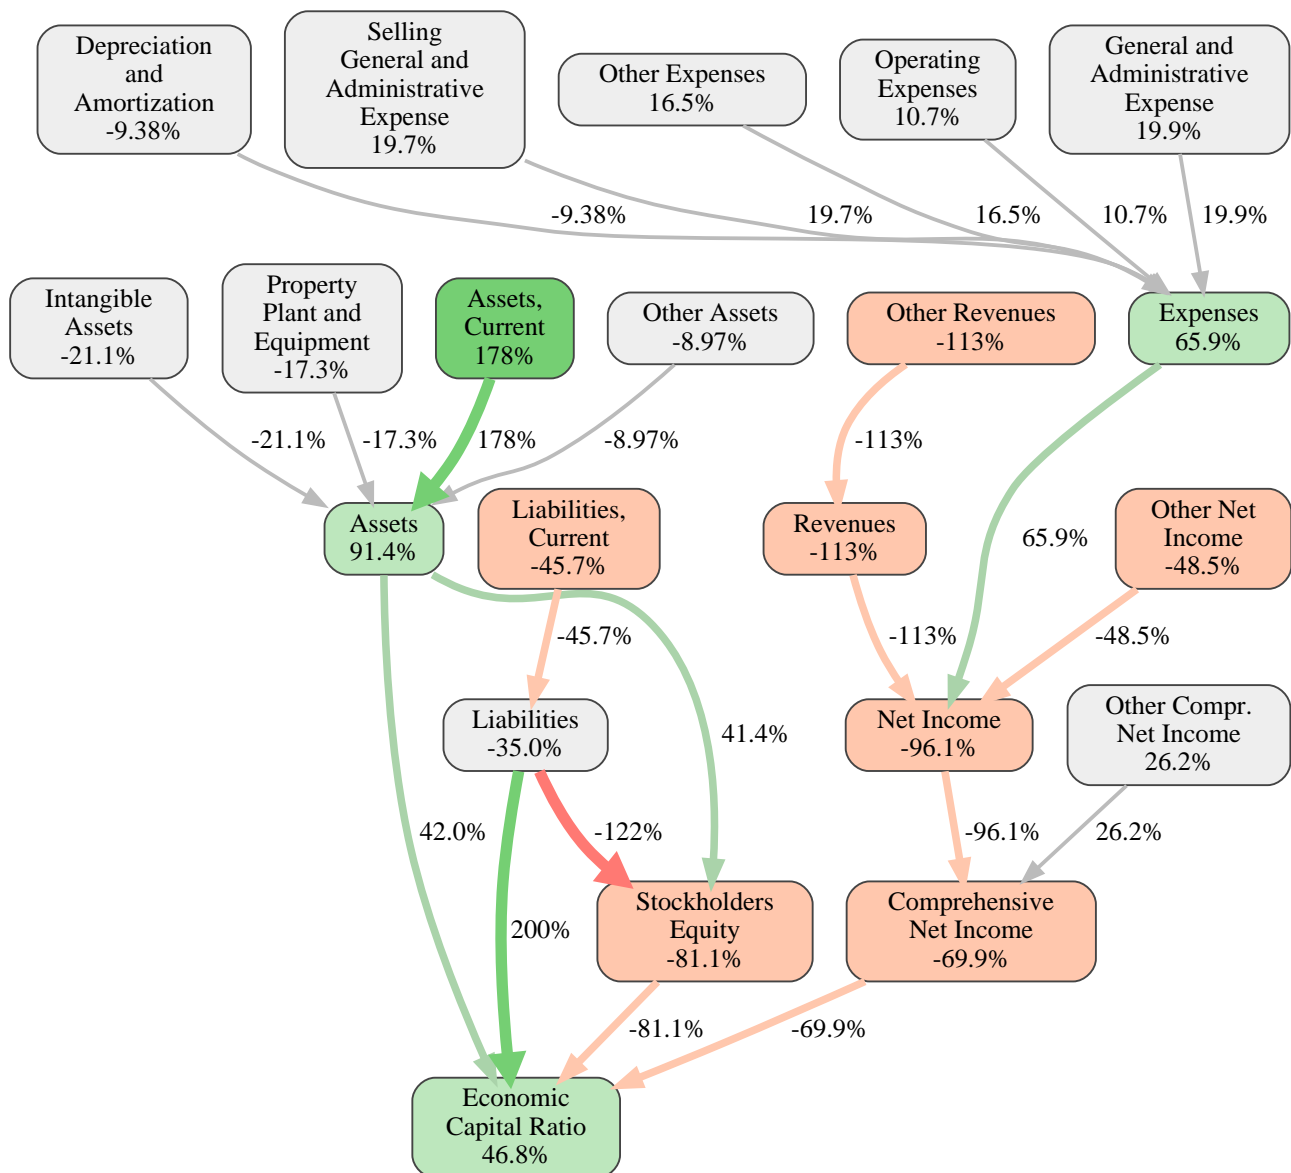 Depreciation
and
Amortization
-9.38%
Selling
General and
Administrative
Expense
19.7%
Other Expenses
16.5%
Operating
Expenses
10.7%
General and
Administrative
Expense
19.9%
-9.38%
19.7%
16.5%
10.7%
19.9%
Intangible
Assets
-21.1%
Property
Plant and
Equipment
-17.3%
Assets,
Current
178%
Other Assets
-8.97%
Other Revenues
-113%
Expenses
65.9%
-21.1%
-17.3%
178%
-8.97%
-113%
Assets
91.4%
Liabilities,
Current
-45.7%
Revenues
-113%
65.9%
Other Net
Income
-48.5%
-45.7%
-113%
-48.5%
Liabilities
-35.0%
41.4%
Net Income
-96.1%
Other Compr.
Net Income
26.2%
42.0%
-122%
-96.1%
26.2%
200%
Stockholders
Equity
-81.1%
Comprehensive
Net Income
-69.9%
-81.1%
-69.9%
Economic
Capital Ratio
46.8%